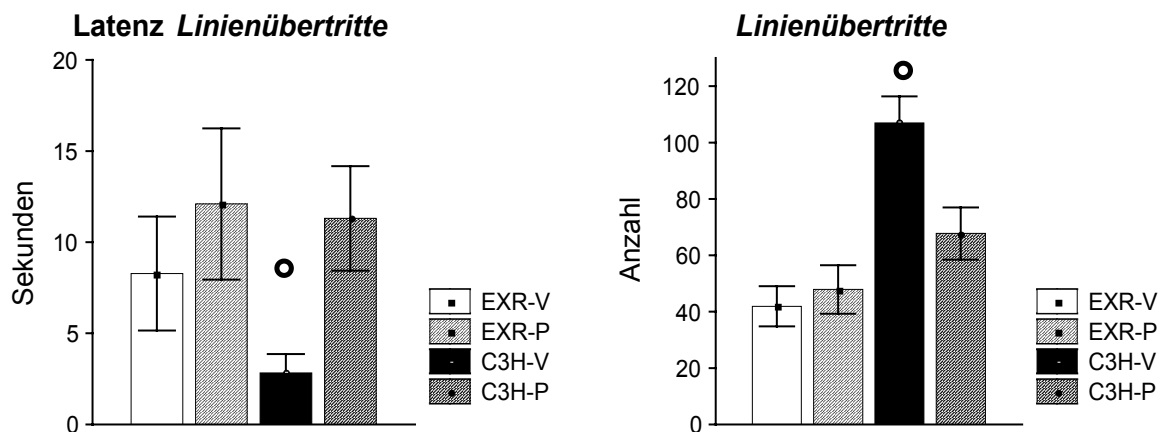 Latenz Linienübertritte
Sekunden
20
15
10
5
0
EXR-V
EXR-P
C3H-V
C3H-P
Linienübertritte
Anzahl
120
100
80
60
40
20
0
EXR-V
EXR-P
C3H-V
C3H-P